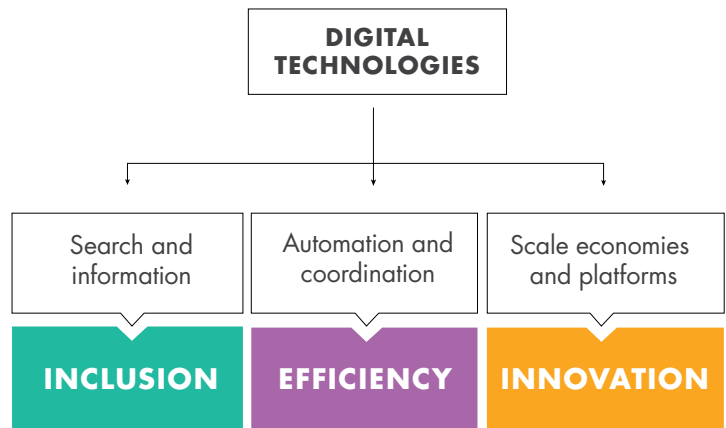 DIGITAL
TECHNOLOGIES
Search and
information
Automation and
coordination
Scale economies
and platforms
INCLUSION
EFFICIENCY
INNOVATION